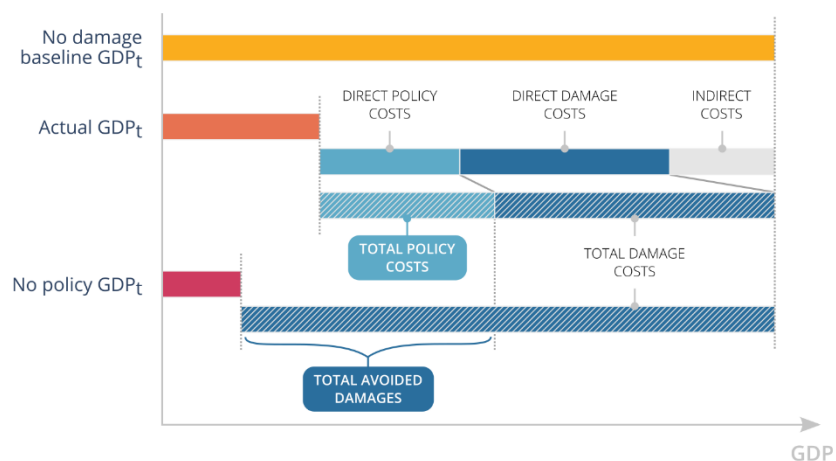 No damage
baseline GDPt
DIRECT POLICY
COSTS
DIRECT DAMAGE
COSTS
INDIRECT
COSTS
Actual GDPt
TOTAL POLICY
COSTS
TOTAL DAMAGE
COSTS
No policy GDPt
TOTAL AVOIDED
DAMAGES
GDP